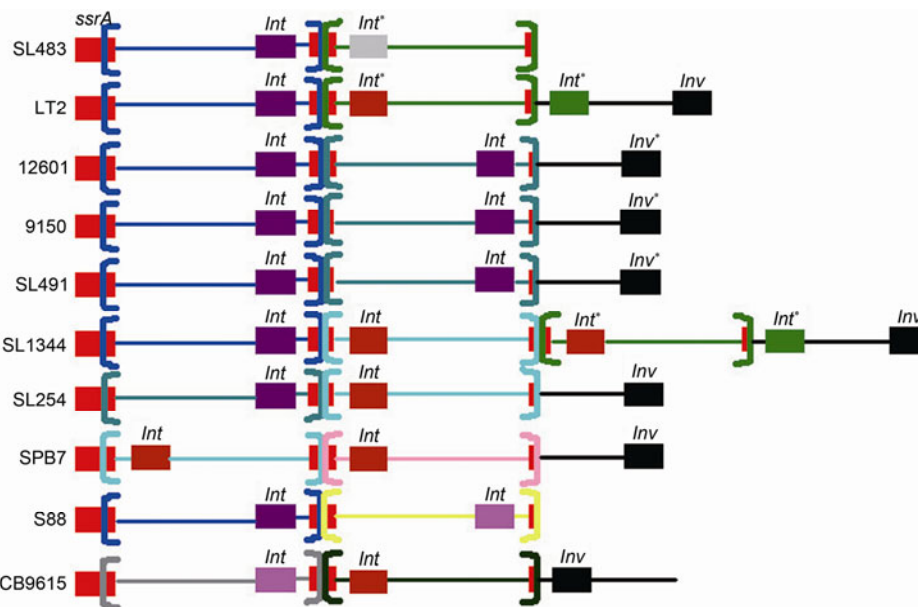 ssrA
Int Int*
SL483
Int Int* Int* Inv
LT2
Int Int Inv*
12601
Int Int Inv*
9150
Int Int Inv*
SL491
Int Int Int* Int* Inv
SL1344
Int Int Inv
SL254
Int Int Inv
SPB7
Int Int
S88
Int Int Inv
CB9615